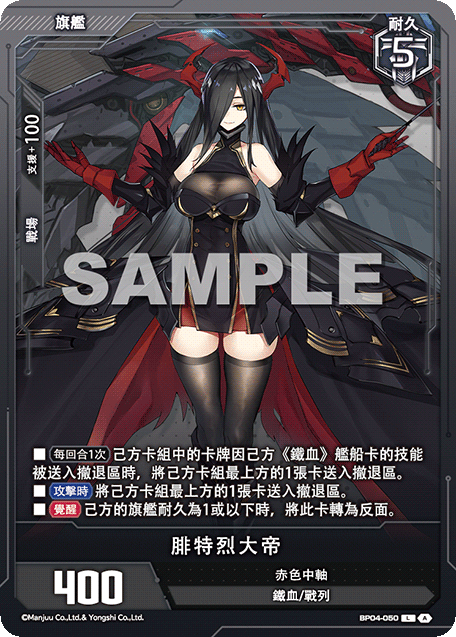 旗艦
耐久
5
支援+100
戰場
SAMPLE
■ 每回合1次 己方卡組中的卡牌因己方《鐵血》艦船卡的技能
被送入撤退區時，將己方卡組最上方的1張卡送入撤退區。
■ 攻擊時 將己方卡組最上方的1張卡送入撤退區。
■ 覺醒 己方的旗艦耐久為1或以下時，將此卡轉為反面。
腓特烈大帝
400
赤色中軸
鐵血/戰列
©Manjuu Co.,Ltd.& Yongshi Co.,Ltd.
BP04-050 L A